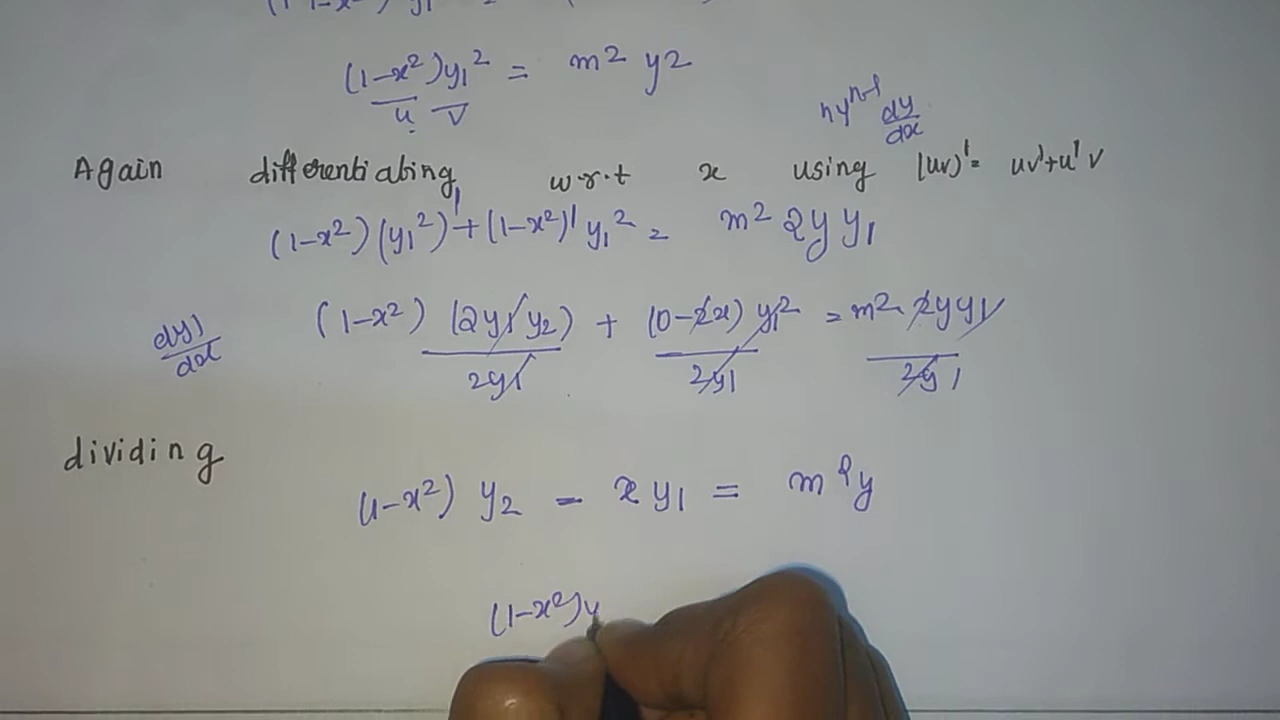 (1-x²)y₁² = m² y2
u v
ny^n-1 dy/dx
Again differentiating w.r.t x using (uv)' = uv'+u'v
(1-x²)(y₁²)'+(1-x²)' y₁² = m² 2y y₁
dy1/dx
(1-x²) (2y1 y₂)/2y1 + (0-2x) y₁²/2y1 = m² 2yy1/2y1
dividing
(1-x²) y₂ - x y₁ = m²y
(1-x²)y